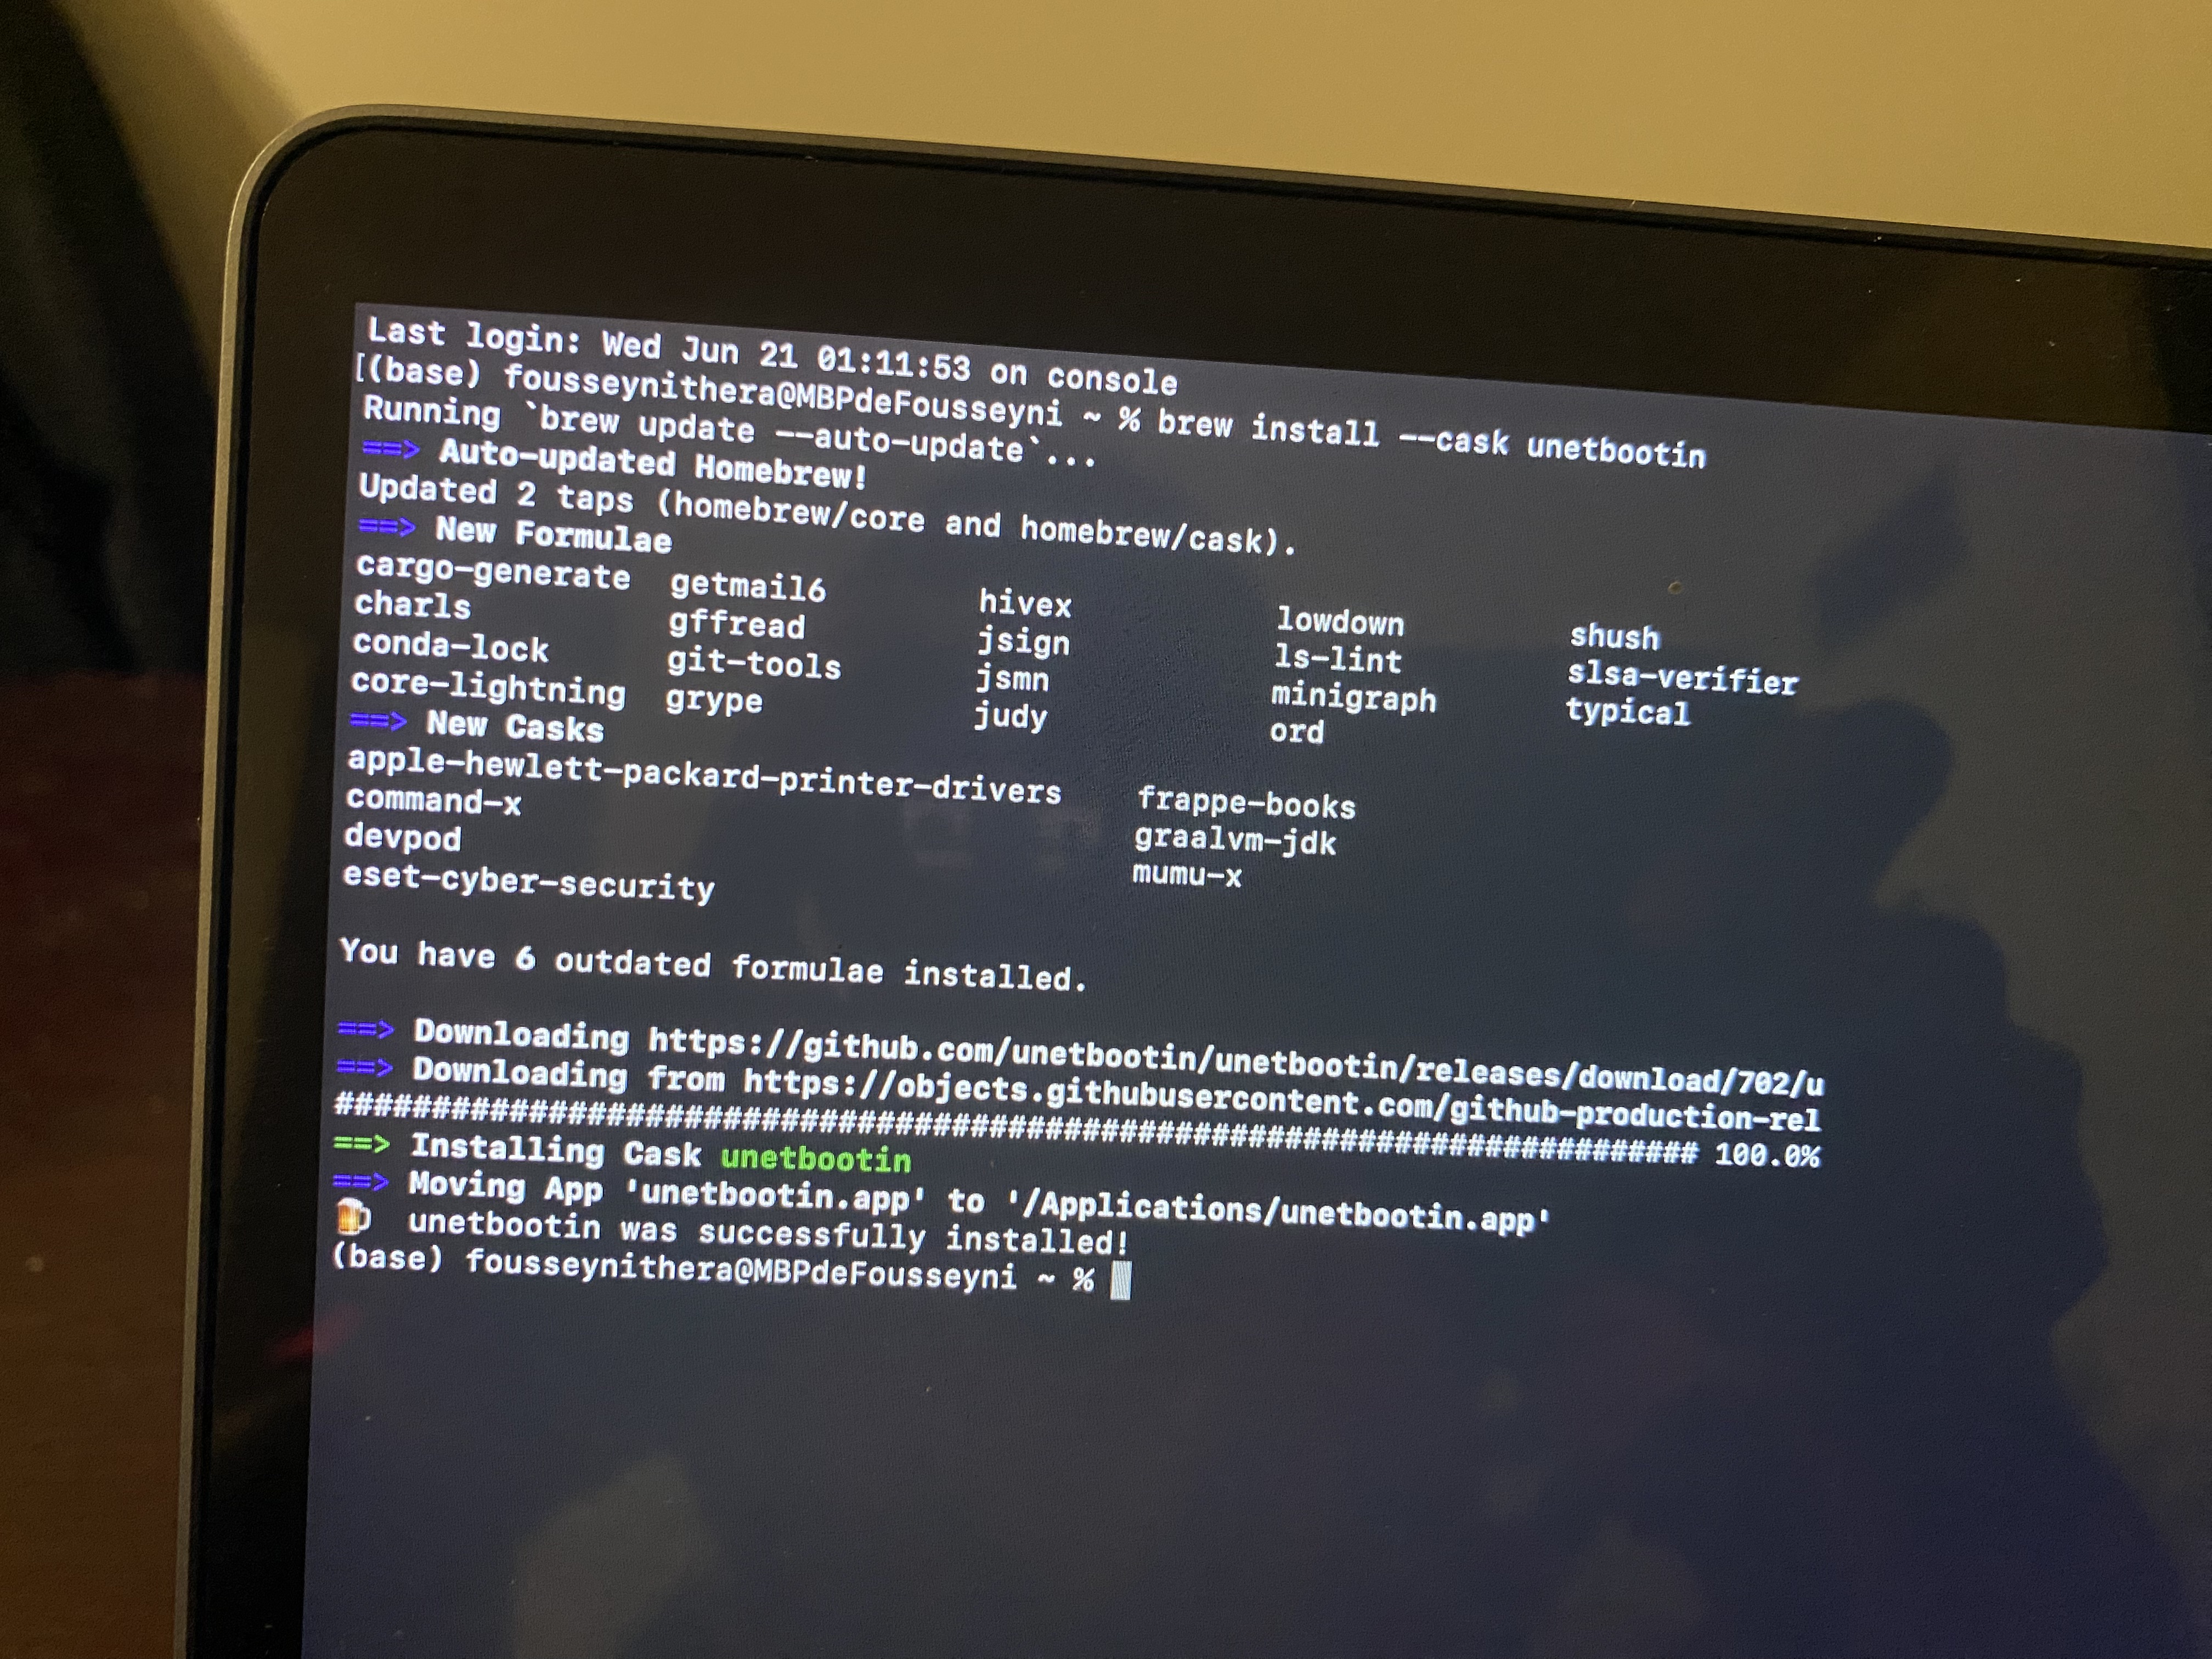 Last login: Wed Jun 21 01:11:53 on console
[(base) fousseynithera@MBPdeFousseyni ~ % brew install --cask unetbootin
Running `brew update --auto-update`...
==> Auto-updated Homebrew!
Updated 2 taps (homebrew/core and homebrew/cask).
==> New Formulae
cargo-generate getmail6 hivex lowdown shush
charls gffread jsign ls-lint slsa-verifier
conda-lock git-tools jsmn minigraph typical
core-lightning grype judy ord
==> New Casks
apple-hewlett-packard-printer-drivers frappe-books
command-x graalvm-jdk
devpod mumu-x
eset-cyber-security
You have 6 outdated formulae installed.
==> Downloading https://github.com/unetbootin/unetbootin/releases/download/702/u
==> Downloading from https://objects.githubusercontent.com/github-production-rel
######################################################################## 100.0%
==> Installing Cask unetbootin
==> Moving App 'unetbootin.app' to '/Applications/unetbootin.app'
🍺 unetbootin was successfully installed!
(base) fousseynithera@MBPdeFousseyni ~ %